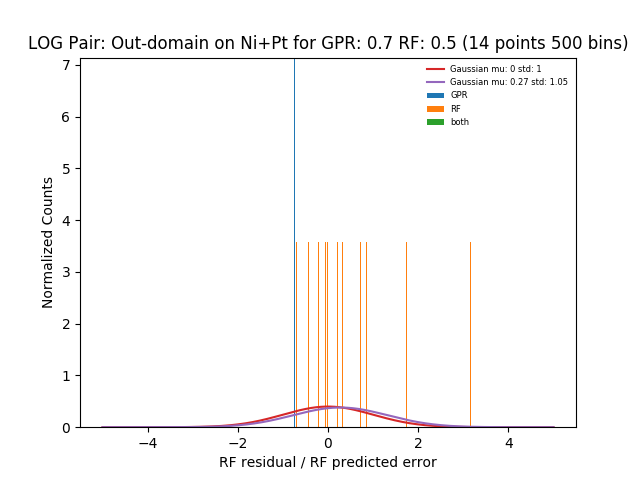 LOG Pair: Out-domain on Ni+Pt for GPR: 0.7 RF: 0.5 (14 points 500 bins)
Gaussian mu: 0 std: 1
Gaussian mu: 0.27 std: 1.05
GPR
RF
both
Normalized Counts
7
6
5
4
3
2
1
0
−4 −2 0 2 4
RF residual / RF predicted error